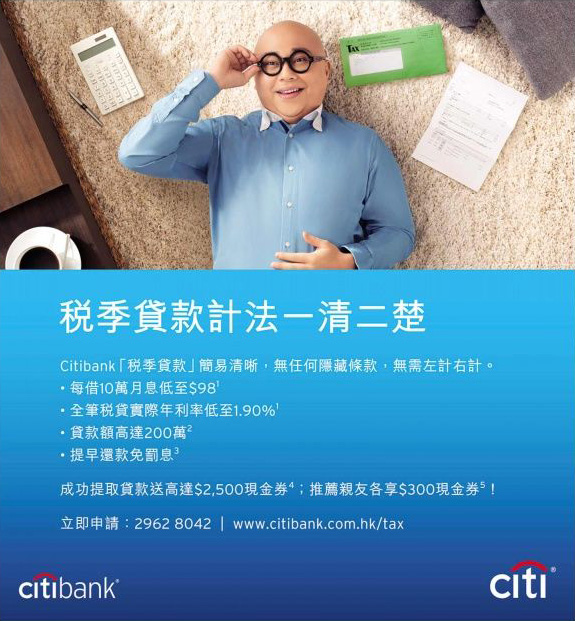 Tax
税季貸款計法一清二楚
Citibank「税季貸款」簡易清晰，無任何隱藏條款，無需左計右計。
• 每借10萬月息低至$98¹
• 全筆税貸實際年利率低至1.90%¹
• 貸款額高達200萬²
• 提早還款免罰息³
成功提取貸款送高達$2,500現金券⁴；推薦親友各享$300現金券⁵！
立即申請：2962 8042 | www.citibank.com.hk/tax
citibank®
citi®